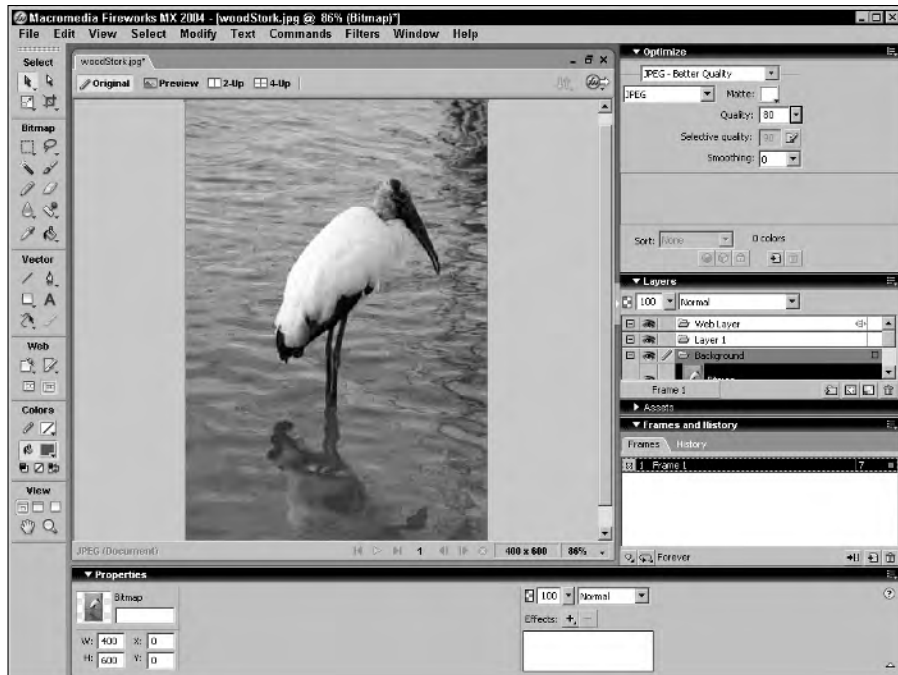 Macromedia Fireworks MX 2004 - [woodStork.jpg @ 86% (Bitmap)*]
File Edit View Select Modify Text Commands Filters Window Help
Select
Bitmap
Vector
A
Web
Colors
View
woodStork.jpg*
Original Preview 2-Up 4-Up
JPEG (Document) 1 400 x 600 86%
Optimize
JPEG - Better Quality
JPEG Matte:
Quality: 80
Selective quality: 90
Smoothing: 0
Sort: None 0 colors
Layers
100 Normal
Web Layer
Layer 1
Background
Frame 1
Assets
Frames and History
Frames History
1 Frame 1 7
Forever
Properties
Bitmap
W: 400 X: 0
H: 600 Y: 0
100 Normal
Effects: + -
?